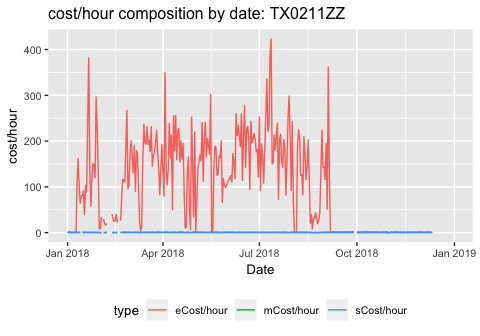 cost/hour composition by date: TX0211ZZ
400
300
200
100
0
cost/hour
Jan 2018 Apr 2018 Jul 2018 Oct 2018 Jan 2019
Date
type eCost/hour mCost/hour sCost/hour